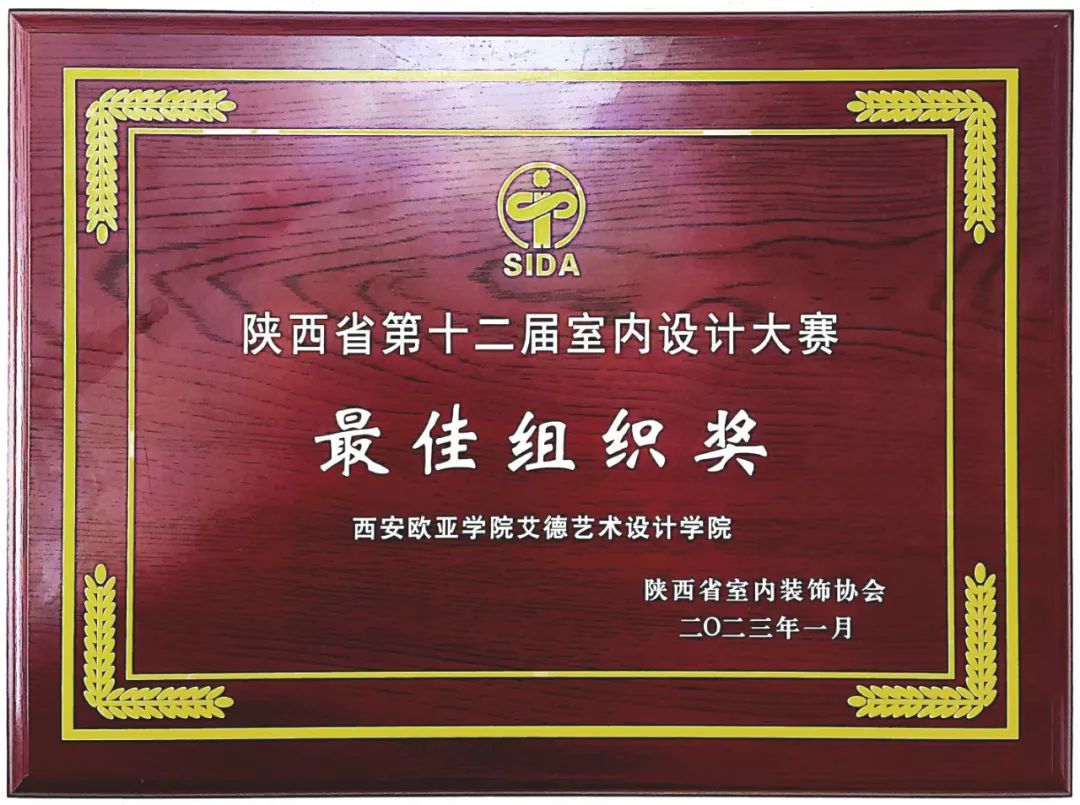 SIDA
陕西省第十二届室内设计大赛
最佳组织奖
西安欧亚学院艾德艺术设计学院
陕西省室内装饰协会
二〇二三年一月